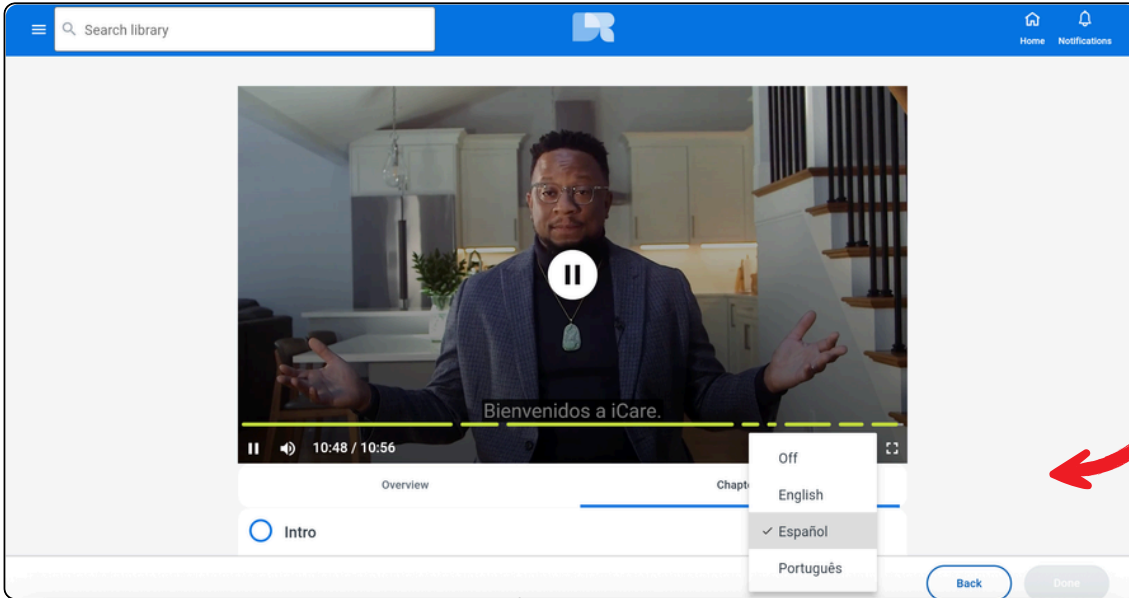 Search library
Home
Notifications
Bienvenidos a iCare.
10:48 / 10:56
Off
English
Español
Português
Overview
Intro
Back
Done